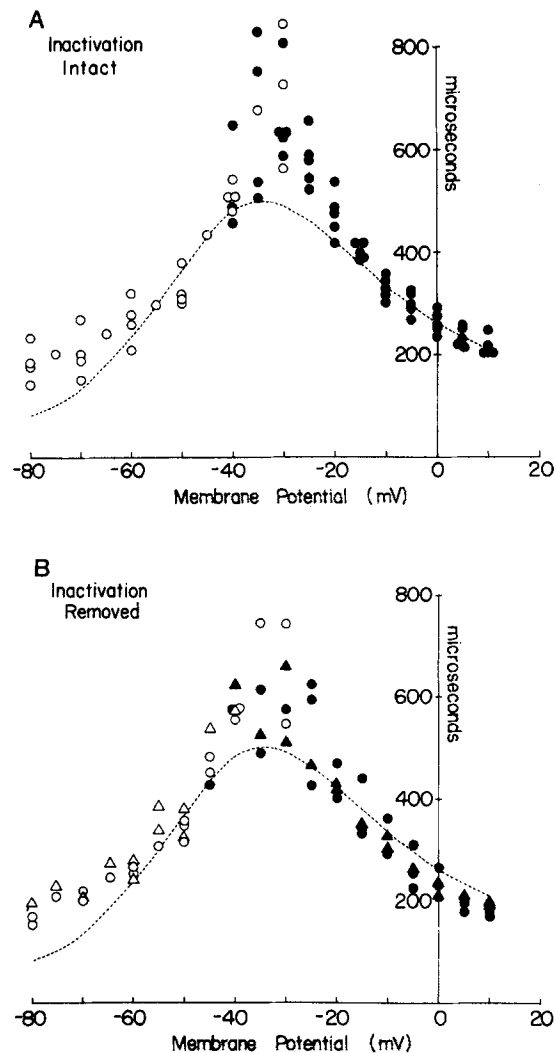 A
Inactivation
Intact
800
microseconds
600
400
200
-80 -60 -40 -20 0 20
Membrane Potential (mV)
B
Inactivation
Removed
800
microseconds
600
400
200
-80 -60 -40 -20 0 20
Membrane Potential (mV)